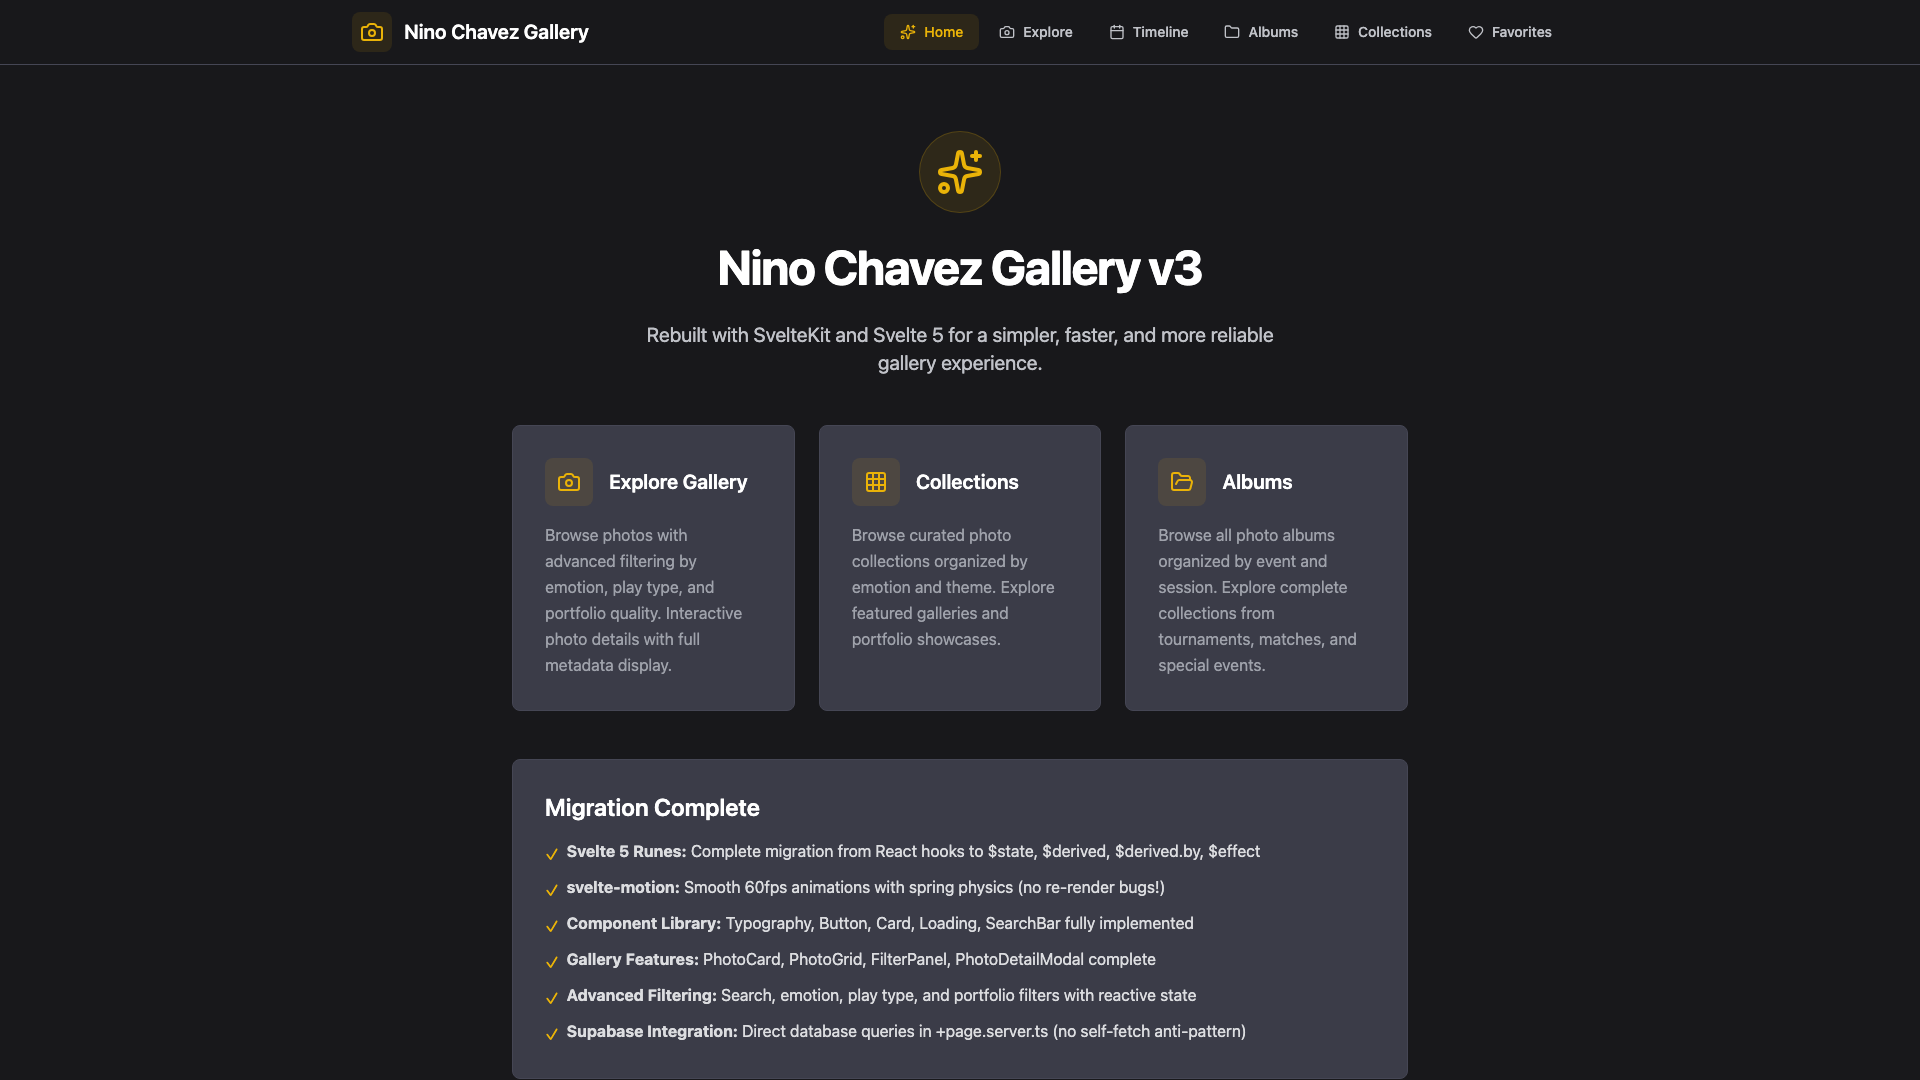 Nino Chavez Gallery
Home
Explore
Timeline
Albums
Collections
Favorites
Nino Chavez Gallery v3
Rebuilt with SvelteKit and Svelte 5 for a simpler, faster, and more reliable
gallery experience.
Explore Gallery
Browse photos with
advanced filtering by
emotion, play type, and
portfolio quality. Interactive
photo details with full
metadata display.
Collections
Browse curated photo
collections organized by
emotion and theme. Explore
featured galleries and
portfolio showcases.
Albums
Browse all photo albums
organized by event and
session. Explore complete
collections from
tournaments, matches, and
special events.
Migration Complete
✓ Svelte 5 Runes: Complete migration from React hooks to $state, $derived, $derived.by, $effect
✓ svelte-motion: Smooth 60fps animations with spring physics (no re-render bugs!)
✓ Component Library: Typography, Button, Card, Loading, SearchBar fully implemented
✓ Gallery Features: PhotoCard, PhotoGrid, FilterPanel, PhotoDetailModal complete
✓ Advanced Filtering: Search, emotion, play type, and portfolio filters with reactive state
✓ Supabase Integration: Direct database queries in +page.server.ts (no self-fetch anti-pattern)